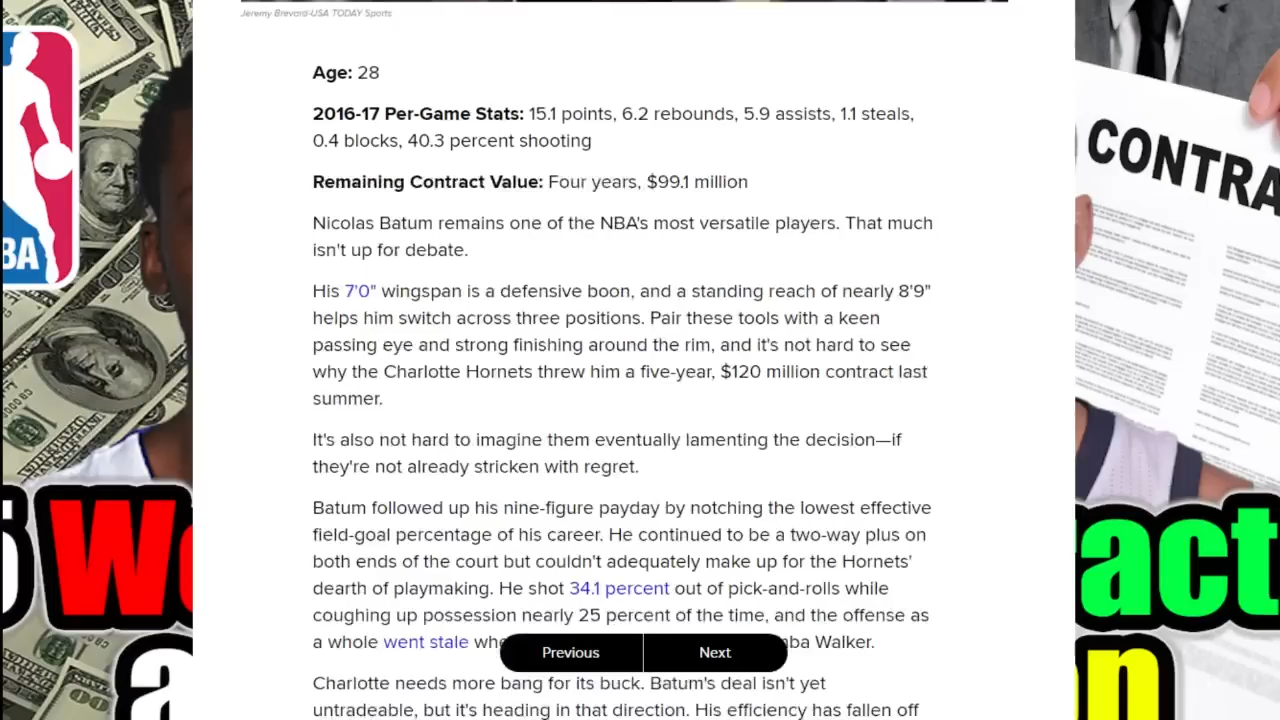 Jeremy Brevard-USA TODAY Sports
Age: 28
2016-17 Per-Game Stats: 15.1 points, 6.2 rebounds, 5.9 assists, 1.1 steals,
0.4 blocks, 40.3 percent shooting
Remaining Contract Value: Four years, $99.1 million
Nicolas Batum remains one of the NBA's most versatile players. That much
isn't up for debate.
His 7'0" wingspan is a defensive boon, and a standing reach of nearly 8'9"
helps him switch across three positions. Pair these tools with a keen
passing eye and strong finishing around the rim, and it's not hard to see
why the Charlotte Hornets threw him a five-year, $120 million contract last
summer.
It's also not hard to imagine them eventually lamenting the decision—if
they're not already stricken with regret.
Batum followed up his nine-figure payday by notching the lowest effective
field-goal percentage of his career. He continued to be a two-way plus on
both ends of the court but couldn't adequately make up for the Hornets'
dearth of playmaking. He shot 34.1 percent out of pick-and-rolls while
coughing up possession nearly 25 percent of the time, and the offense as
a whole went stale whe ba Walker.
Previous Next
Charlotte needs more bang for its buck. Batum's deal isn't yet
untradeable, but it's heading in that direction. His efficiency has fallen off
BA
CONTRA
W
act
a
n